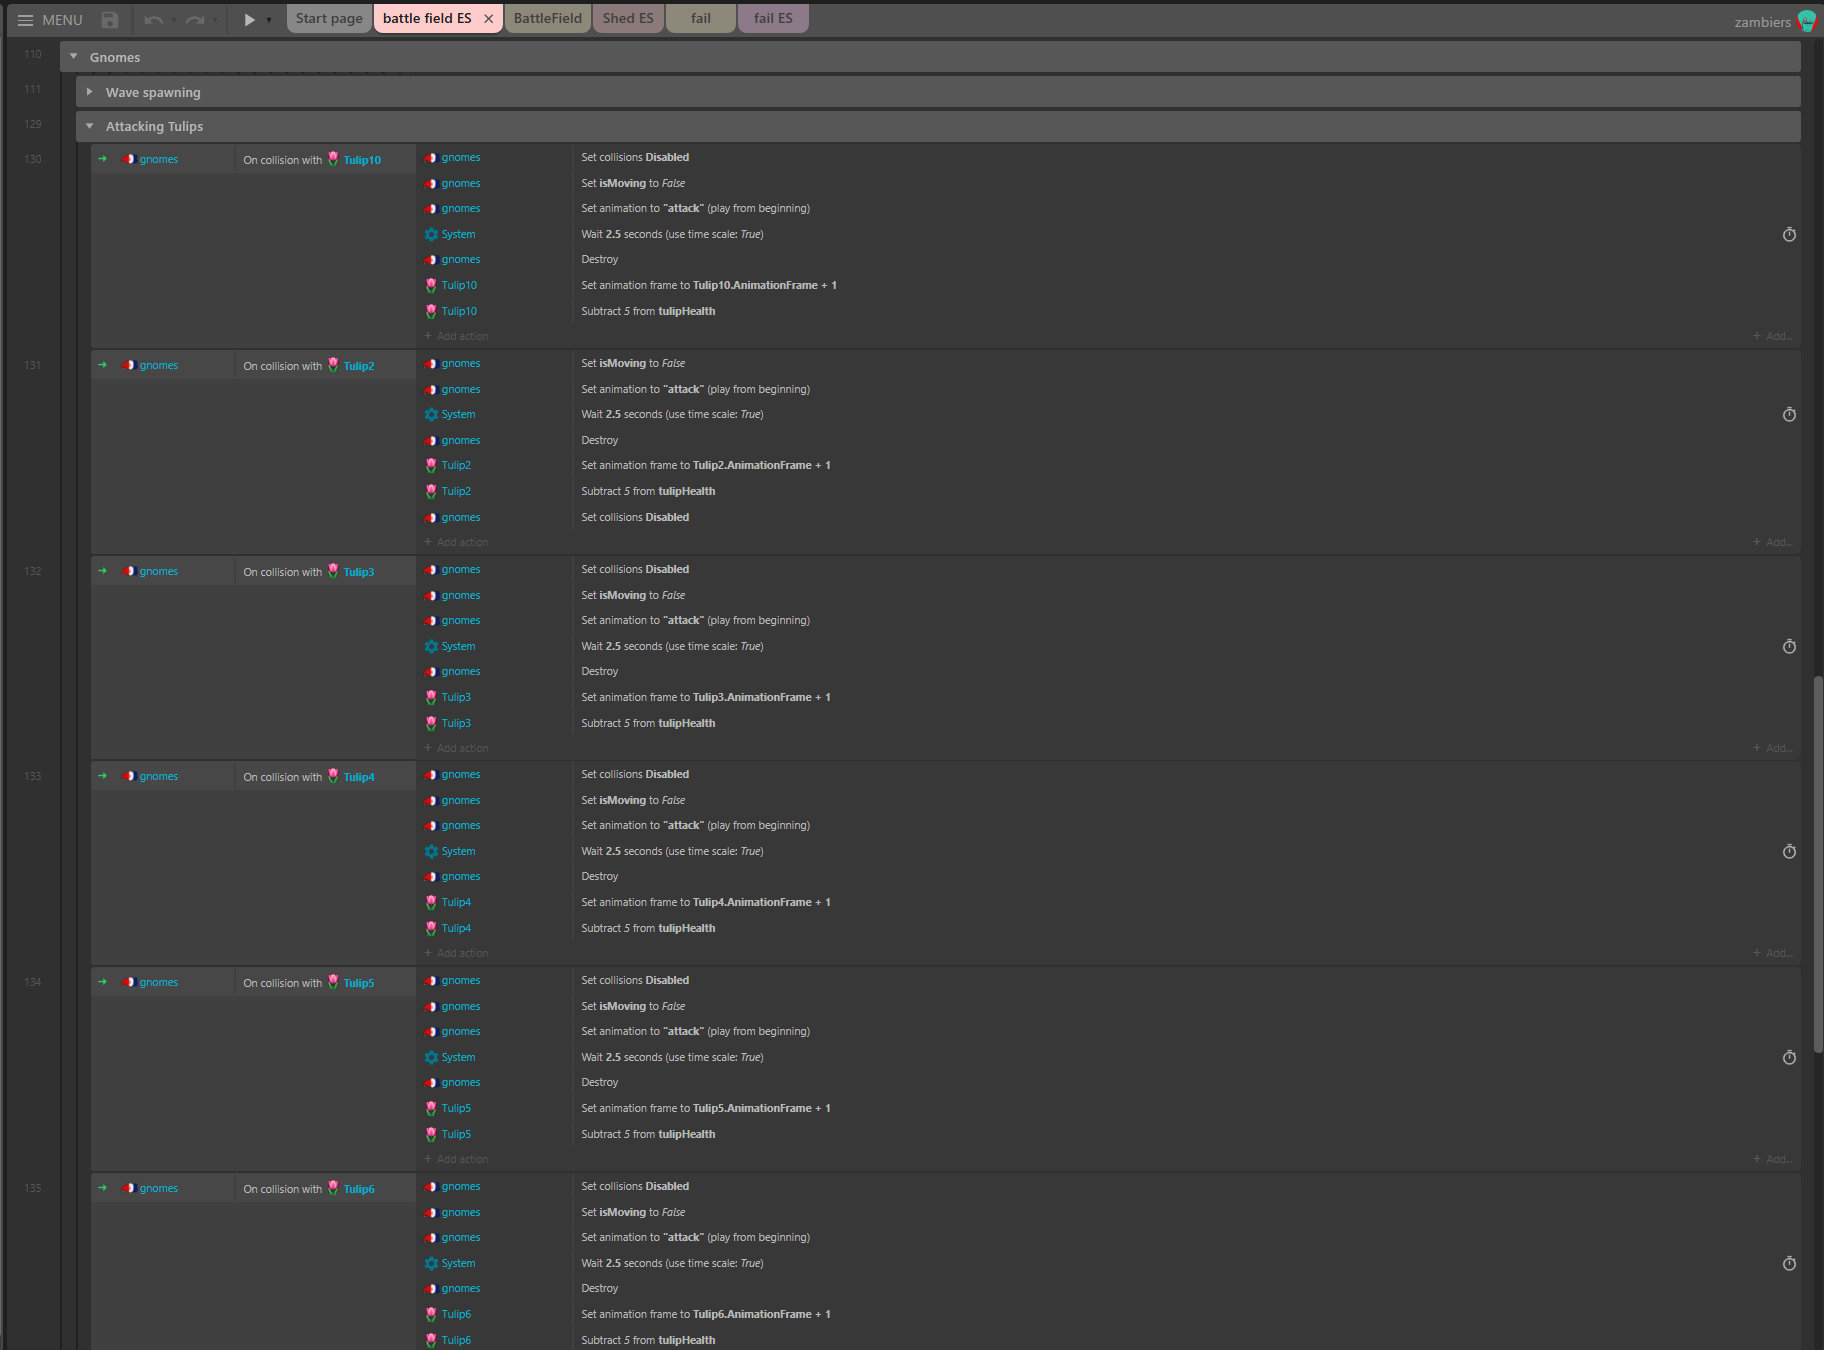 MENU Start page battle field ES BattleField Shed ES fail fail ES zambiers
110 Gnomes
111 Wave spawning
129 Attacking Tulips
130 gnomes On collision with Tulip10 gnomes Set collisions Disabled
gnomes Set isMoving to False
gnomes Set animation to "attack" (play from beginning)
System Wait 2.5 seconds (use time scale: True)
gnomes Destroy
Tulip10 Set animation frame to Tulip10.AnimationFrame + 1
Tulip10 Subtract 5 from tulipHealth
+ Add action + Add...
131 gnomes On collision with Tulip2 gnomes Set isMoving to False
gnomes Set animation to "attack" (play from beginning)
System Wait 2.5 seconds (use time scale: True)
gnomes Destroy
Tulip2 Set animation frame to Tulip2.AnimationFrame + 1
Tulip2 Subtract 5 from tulipHealth
gnomes Set collisions Disabled
+ Add action + Add...
132 gnomes On collision with Tulip3 gnomes Set collisions Disabled
gnomes Set isMoving to False
gnomes Set animation to "attack" (play from beginning)
System Wait 2.5 seconds (use time scale: True)
gnomes Destroy
Tulip3 Set animation frame to Tulip3.AnimationFrame + 1
Tulip3 Subtract 5 from tulipHealth
+ Add action + Add...
133 gnomes On collision with Tulip4 gnomes Set collisions Disabled
gnomes Set isMoving to False
gnomes Set animation to "attack" (play from beginning)
System Wait 2.5 seconds (use time scale: True)
gnomes Destroy
Tulip4 Set animation frame to Tulip4.AnimationFrame + 1
Tulip4 Subtract 5 from tulipHealth
+ Add action + Add...
134 gnomes On collision with Tulip5 gnomes Set collisions Disabled
gnomes Set isMoving to False
gnomes Set animation to "attack" (play from beginning)
System Wait 2.5 seconds (use time scale: True)
gnomes Destroy
Tulip5 Set animation frame to Tulip5.AnimationFrame + 1
Tulip5 Subtract 5 from tulipHealth
+ Add action + Add...
135 gnomes On collision with Tulip6 gnomes Set collisions Disabled
gnomes Set isMoving to False
gnomes Set animation to "attack" (play from beginning)
System Wait 2.5 seconds (use time scale: True)
gnomes Destroy
Tulip6 Set animation frame to Tulip6.AnimationFrame + 1
Tulip6 Subtract 5 from tulipHealth